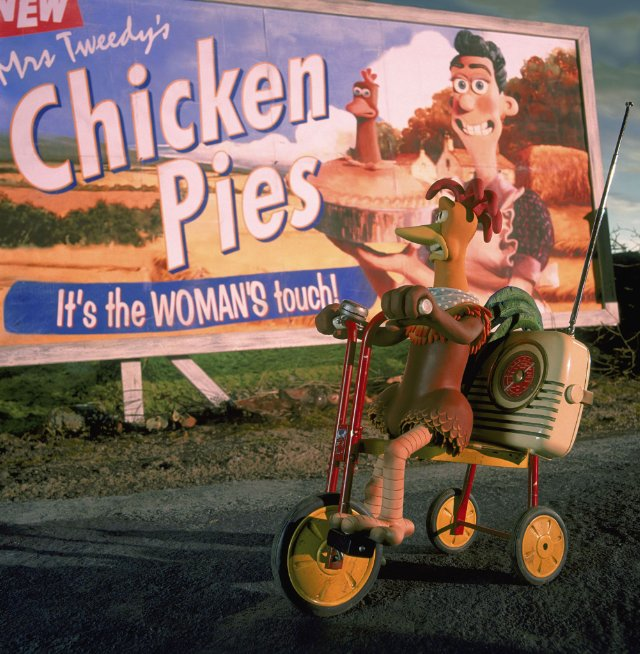 NEW
Mrs Tweedy's
Chicken
Pies
It's the WOMAN'S touch!